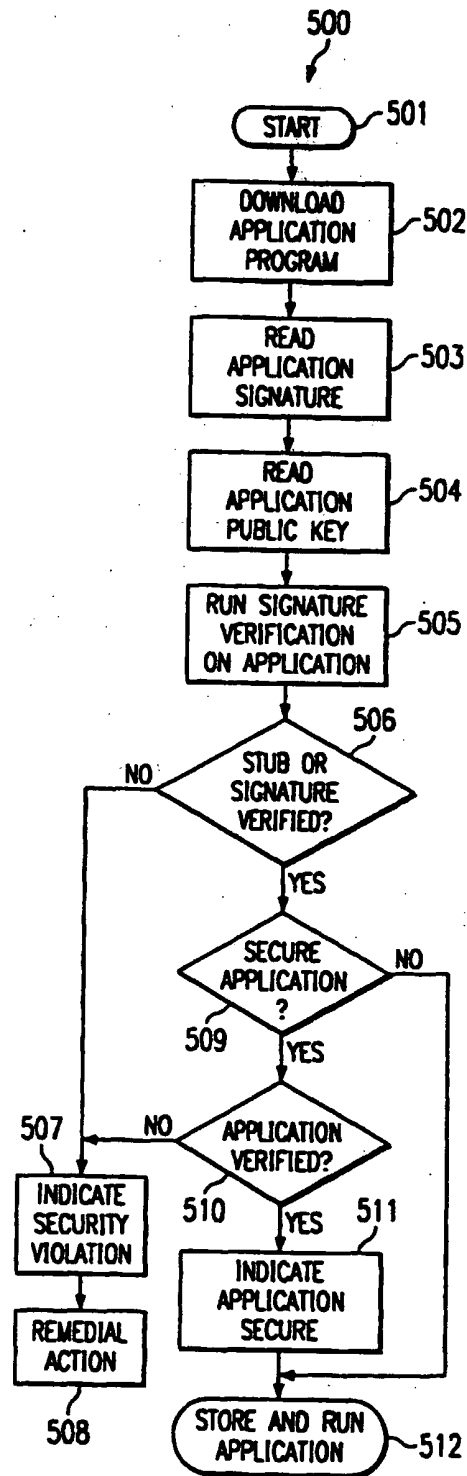 500
START
501
DOWNLOAD
APPLICATION
PROGRAM
502
READ
APPLICATION
SIGNATURE
503
READ
APPLICATION
PUBLIC KEY
504
RUN SIGNATURE
VERIFICATION
ON APPLICATION
505
506
STUB OR
SIGNATURE
VERIFIED?
NO
YES
SECURE
APPLICATION
?
509
NO
YES
APPLICATION
VERIFIED?
510
NO
YES
507
INDICATE
SECURITY
VIOLATION
REMEDIAL
ACTION
508
511
INDICATE
APPLICATION
SECURE
STORE AND RUN
APPLICATION
512